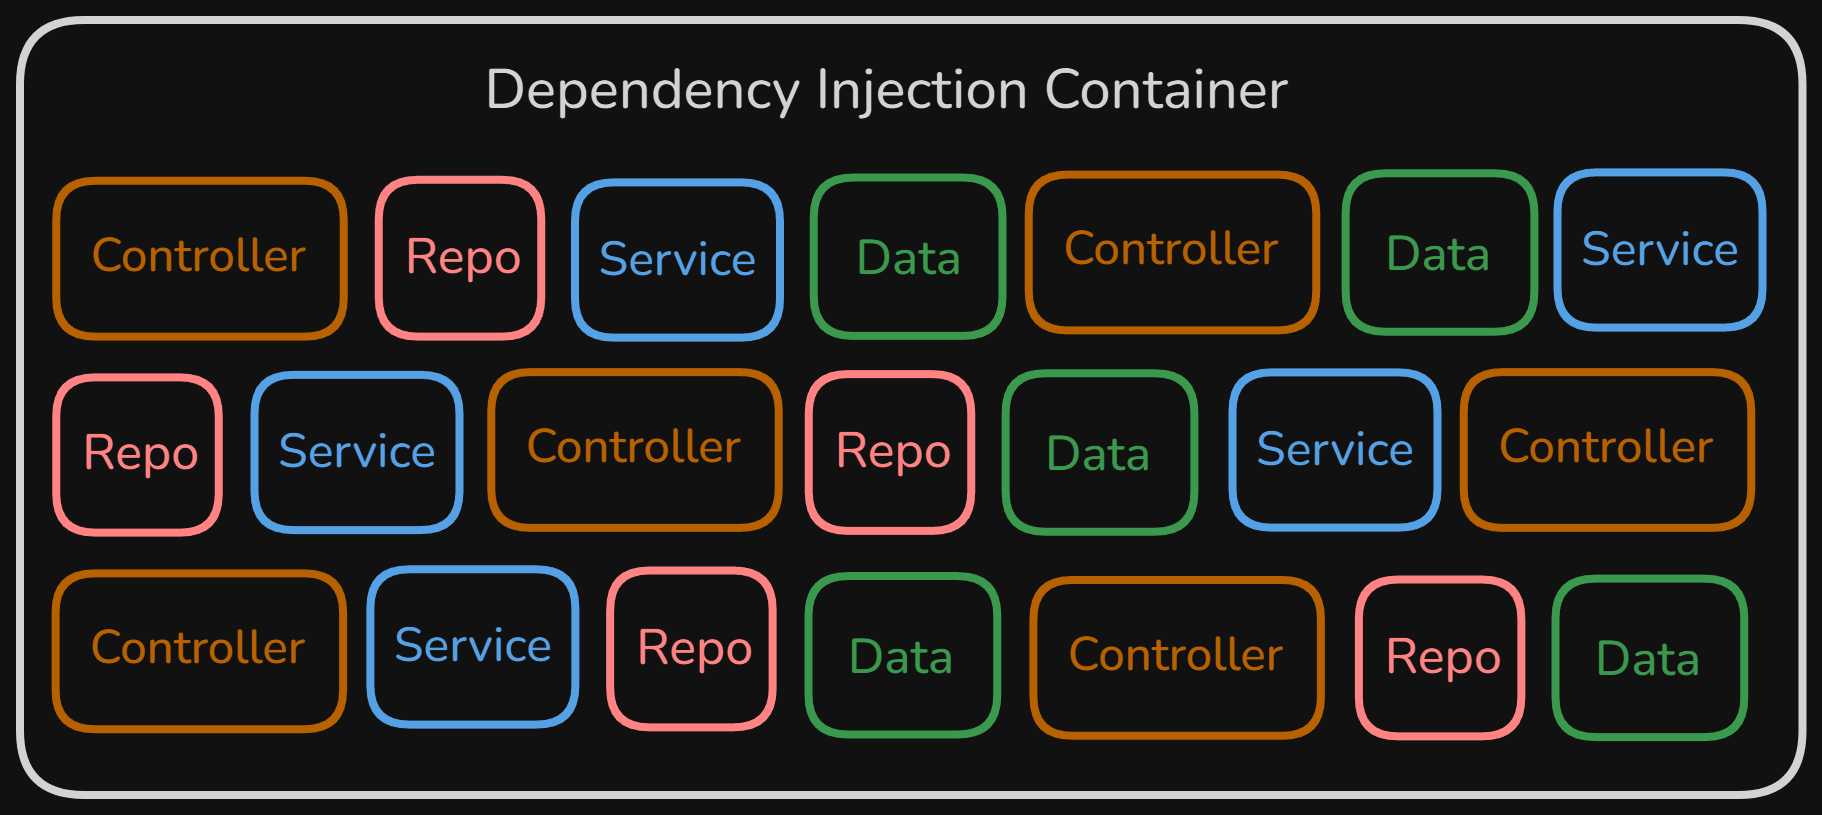 Dependency Injection Container
Controller Repo Service Data Controller Data Service
Repo Service Controller Repo Data Service Controller
Controller Service Repo Data Controller Repo Data